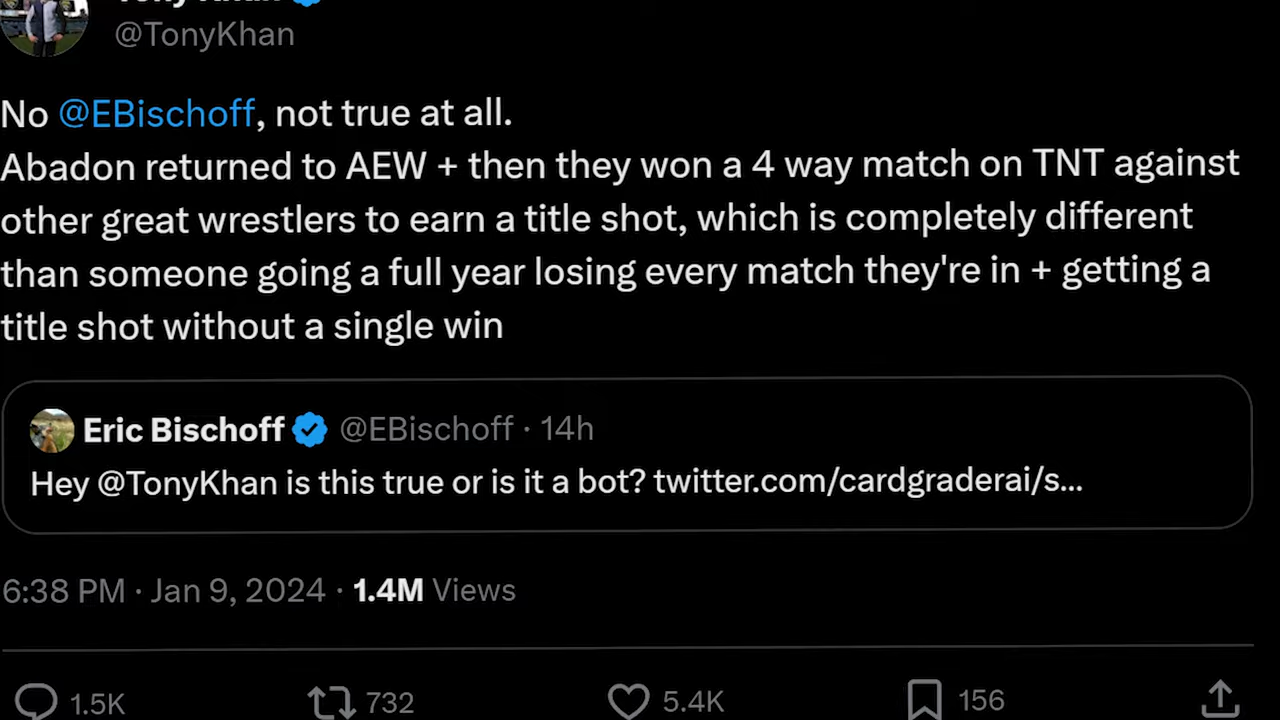 @TonyKhan
No @EBischoff, not true at all.
Abadon returned to AEW + then they won a 4 way match on TNT against
other great wrestlers to earn a title shot, which is completely different
than someone going a full year losing every match they're in + getting a
title shot without a single win
Eric Bischoff @EBischoff · 14h
Hey @TonyKhan is this true or is it a bot? twitter.com/cardgraderai/s...
6:38 PM · Jan 9, 2024 · 1.4M Views
1.5K 732 5.4K 156